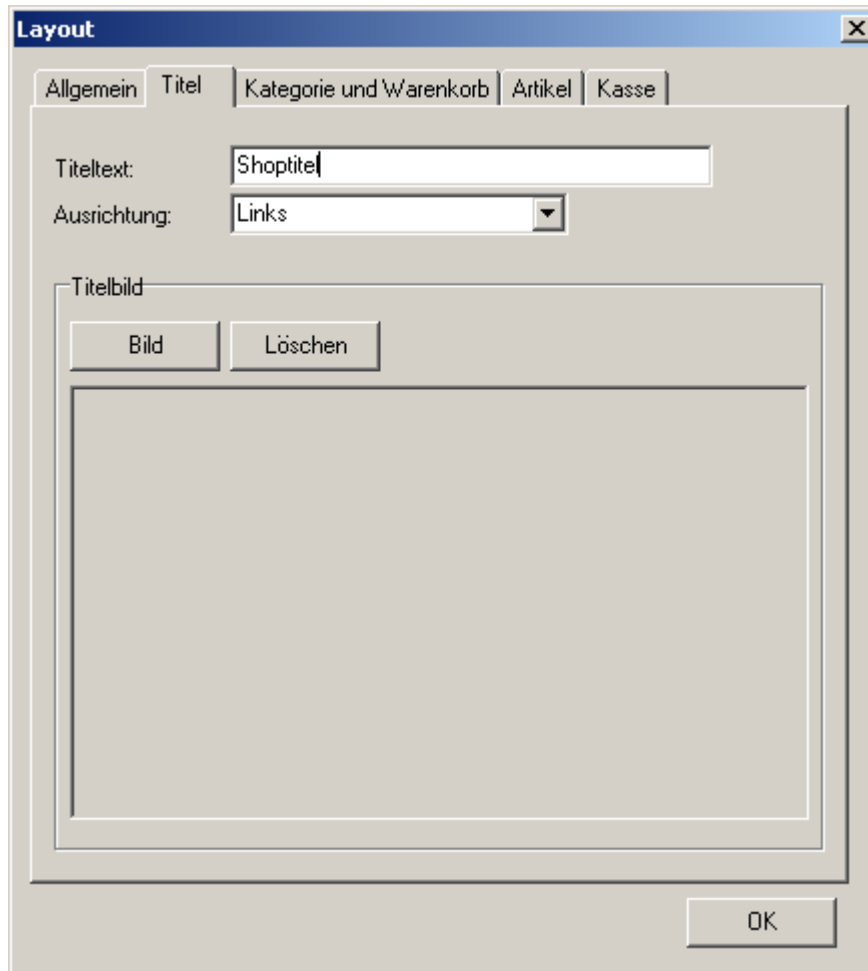 Layout
Allgemein Titel Kategorie und Warenkorb Artikel Kasse
Titeltext: Shoptitel
Ausrichtung: Links
Titelbild
Bild Löschen
OK